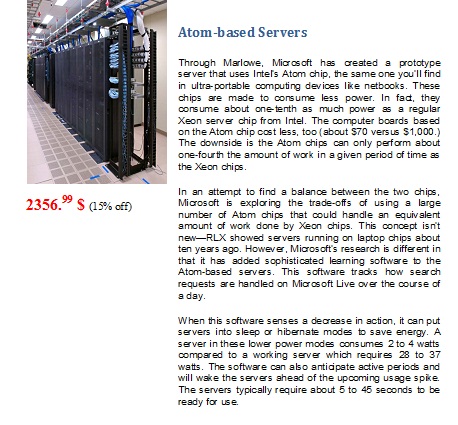 Atom-based Servers
Through Marlowe, Microsoft has created a prototype
server that uses Intel's Atom chip, the same one you'll find
in ultra-portable computing devices like netbooks. These
chips are made to consume less power. In fact, they
consume about one-tenth as much power as a regular
Xeon server chip from Intel. The computer boards based
on the Atom chip cost less, too (about $70 versus $1,000.)
The downside is the Atom chips can only perform about
one-fourth the amount of work in a given period of time as
the Xeon chips.
In an attempt to find a balance between the two chips,
Microsoft is exploring the trade-offs of using a large
number of Atom chips that could handle an equivalent
amount of work done by Xeon chips. This concept isn't
new—RLX showed servers running on laptop chips about
ten years ago. However, Microsoft's research is different in
that it has added sophisticated learning software to the
Atom-based servers. This software tracks how search
requests are handled on Microsoft Live over the course of
a day.
When this software senses a decrease in action, it can put
servers into sleep or hibernate modes to save energy. A
server in these lower power modes consumes 2 to 4 watts
compared to a working server which requires 28 to 37
watts. The software can also anticipate active periods and
will wake the servers ahead of the upcoming usage spike.
The servers typically require about 5 to 45 seconds to be
ready for use.
2356.99 $ (15% off)